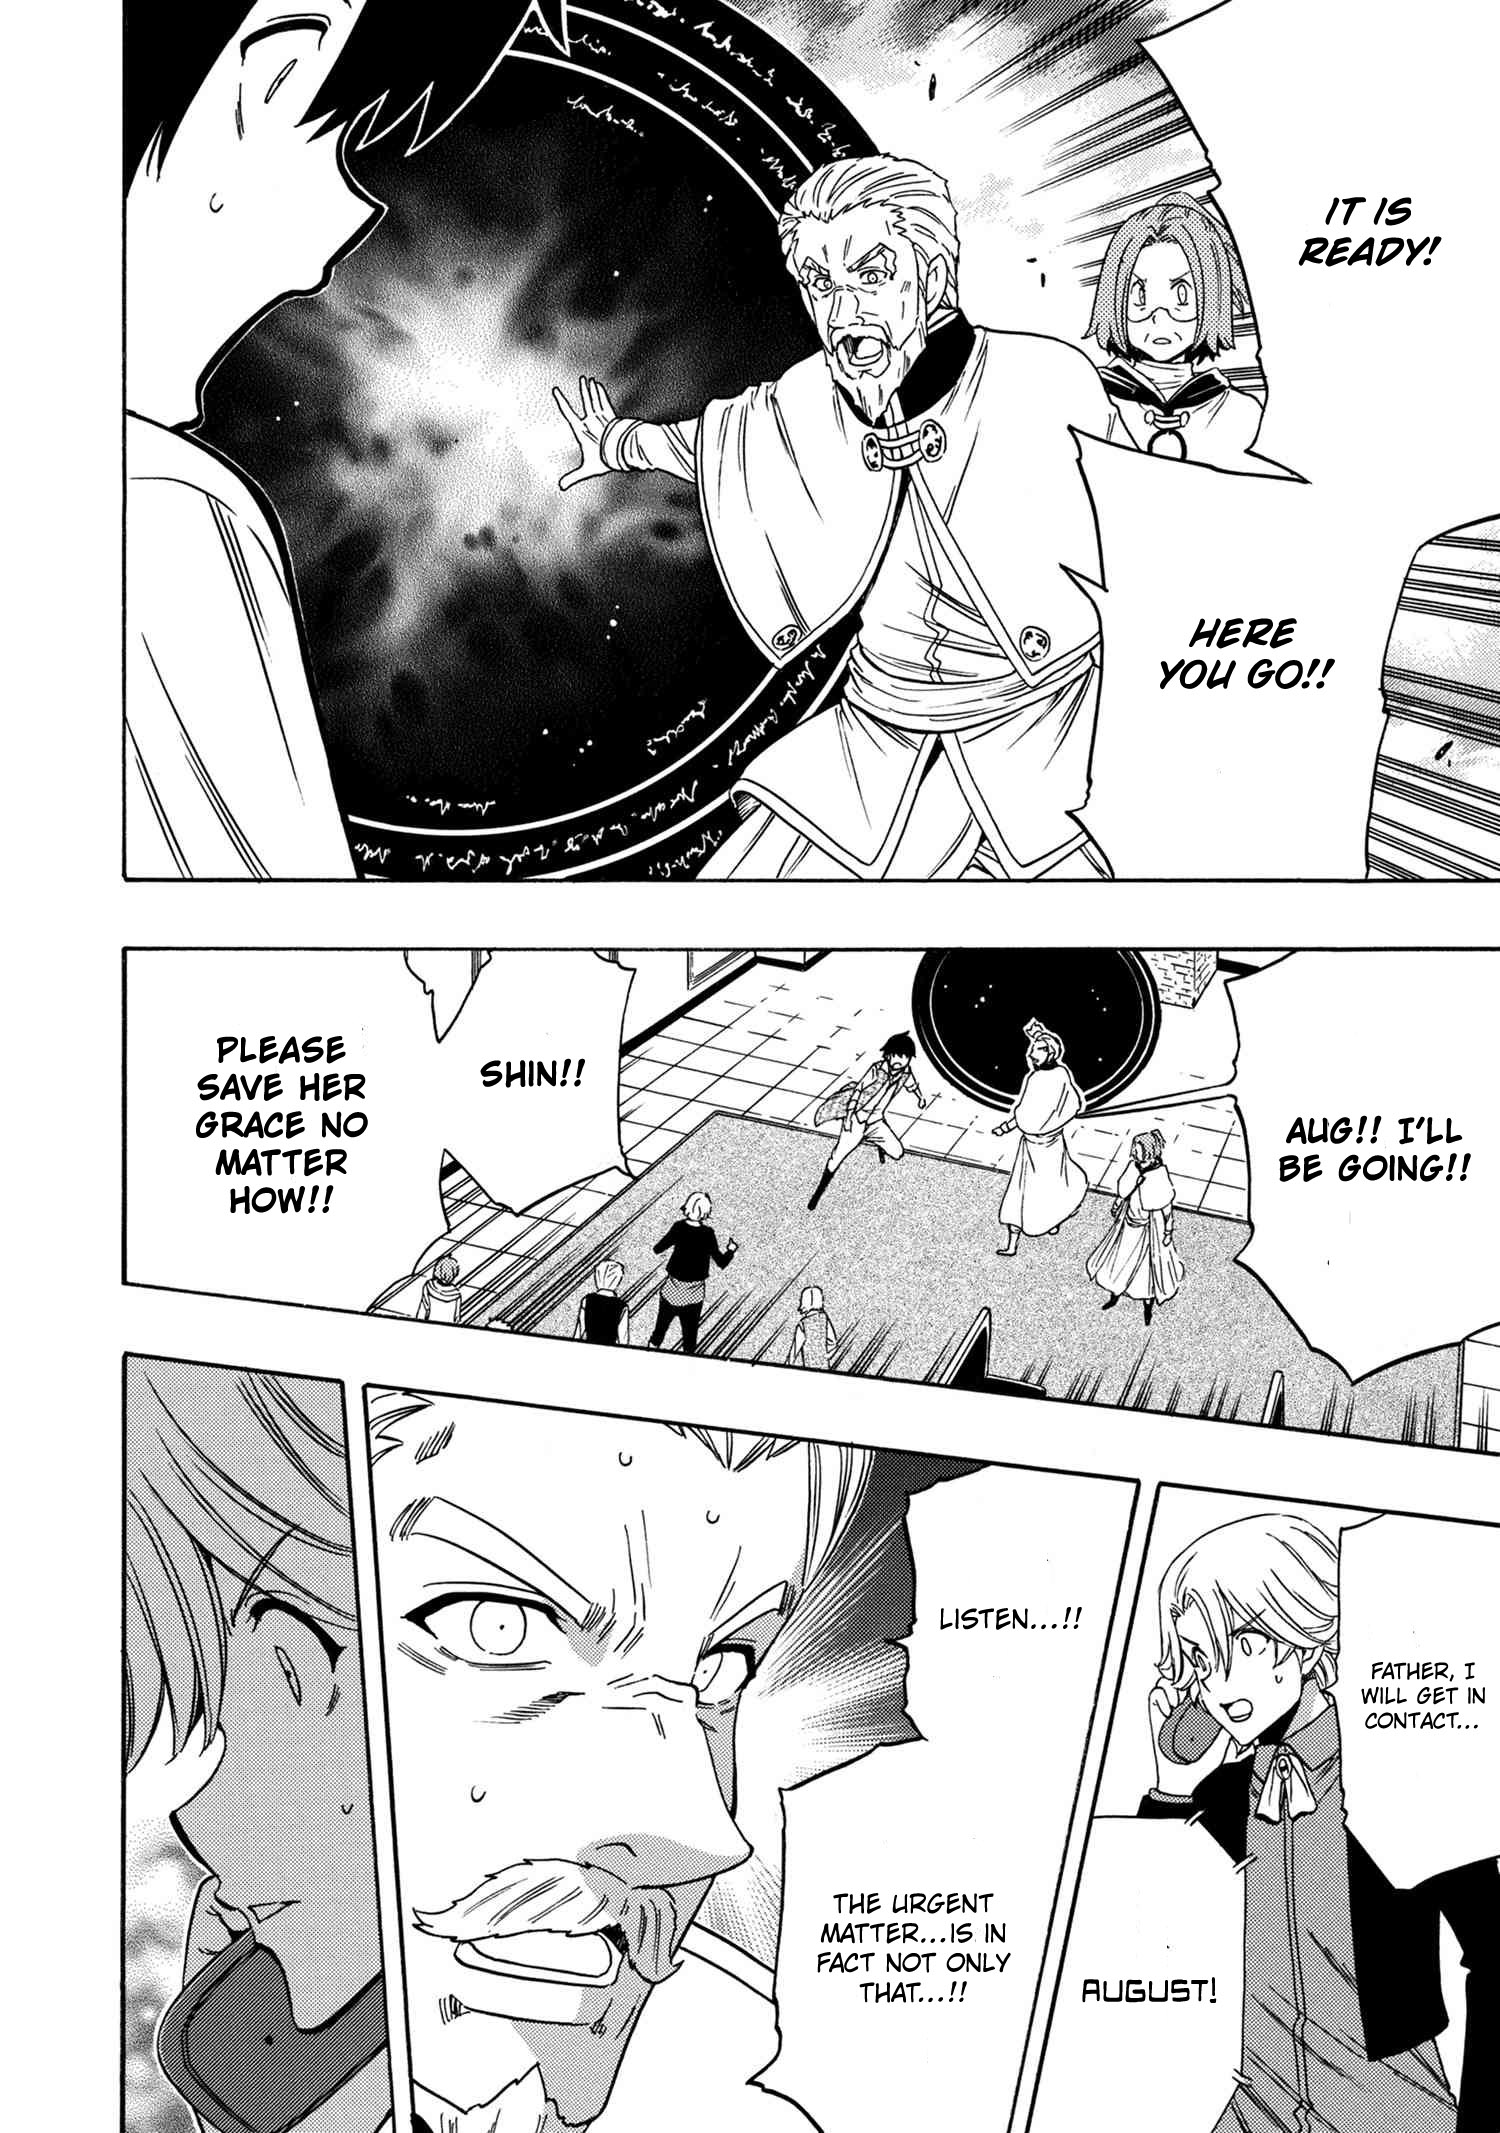 IT IS
READY!
HERE
YOU GO!!
AUG!! I'LL
BE GOING!!
SHIN!!
PLEASE
SAVE HER
GRACE NO
MATTER
HOW!!
FATHER, I
WILL GET IN
CONTACT...
AUGUST!
LISTEN...!!
THE URGENT
MATTER...IS IN
FACT NOT ONLY
THAT...!!